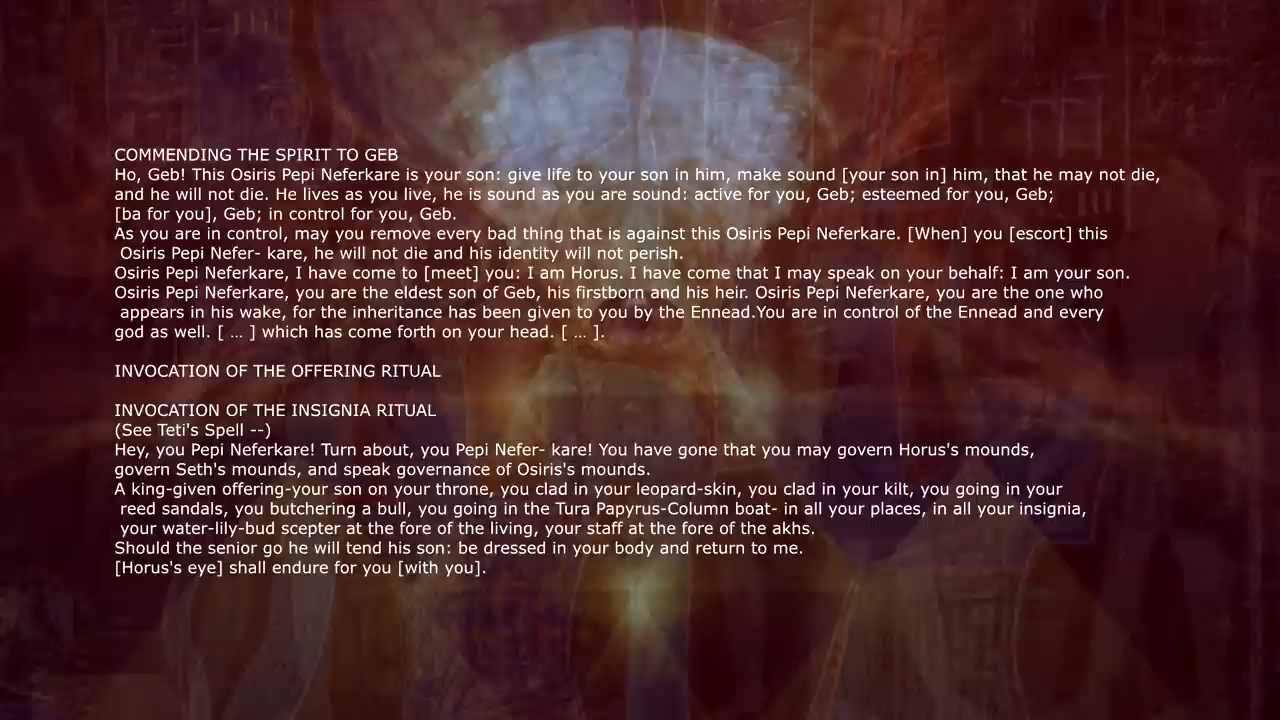 COMMENDING THE SPIRIT TO GEB
Ho, Geb! This Osiris Pepi Neferkare is your son: give life to your son in him, make sound [your son in] him, that he may not die,
and he will not die. He lives as you live, he is sound as you are sound: active for you, Geb; esteemed for you, Geb;
[ba for you], Geb; in control for you, Geb.
As you are in control, may you remove every bad thing that is against this Osiris Pepi Neferkare. [When] you [escort] this
Osiris Pepi Nefer- kare, he will not die and his identity will not perish.
Osiris Pepi Neferkare, I have come to [meet] you: I am Horus. I have come that I may speak on your behalf: I am your son.
Osiris Pepi Neferkare, you are the eldest son of Geb, his firstborn and his heir. Osiris Pepi Neferkare, you are the one who
appears in his wake, for the inheritance has been given to you by the Ennead.You are in control of the Ennead and every
god as well. [ ... ] which has come forth on your head. [ ... ].
INVOCATION OF THE OFFERING RITUAL
INVOCATION OF THE INSIGNIA RITUAL
(See Teti's Spell --)
Hey, you Pepi Neferkare! Turn about, you Pepi Nefer- kare! You have gone that you may govern Horus's mounds,
govern Seth's mounds, and speak governance of Osiris's mounds.
A king-given offering-your son on your throne, you clad in your leopard-skin, you clad in your kilt, you going in your
reed sandals, you butchering a bull, you going in the Tura Papyrus-Column boat- in all your places, in all your insignia,
your water-lily-bud scepter at the fore of the living, your staff at the fore of the akhs.
Should the senior go he will tend his son: be dressed in your body and return to me.
[Horus's eye] shall endure for you [with you].